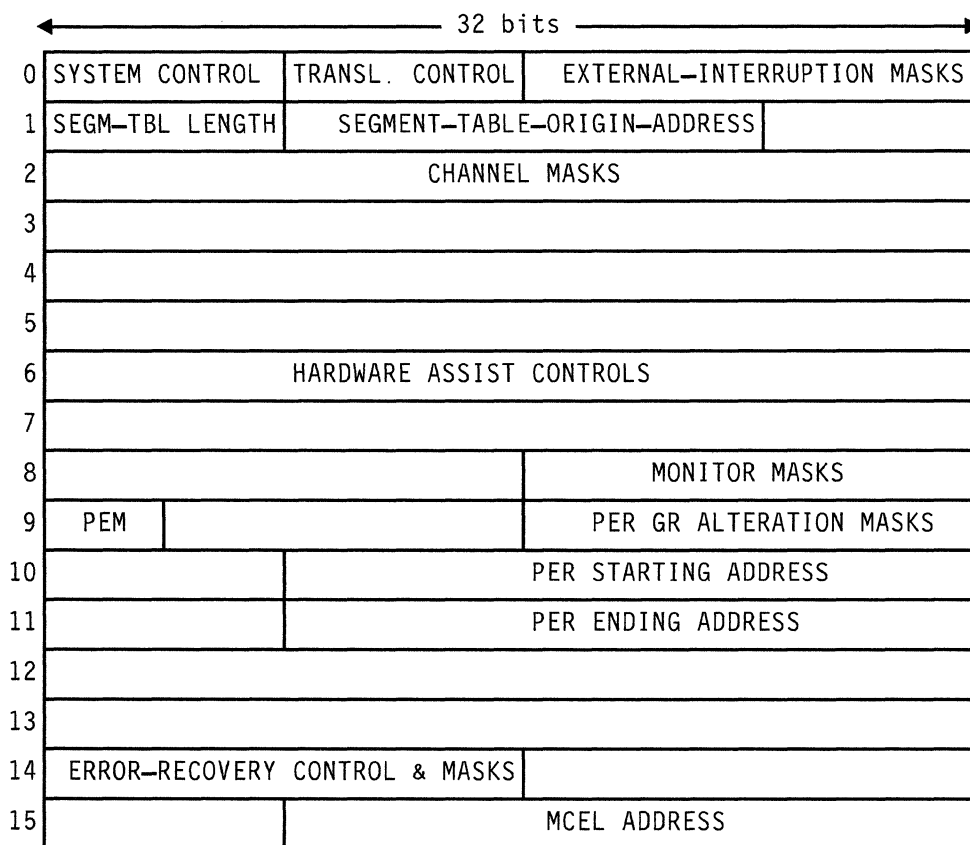 32 bits
0 SYSTEM CONTROL TRANSL. CONTROL EXTERNAL—INTERRUPTION MASKS
1 SEGM—TBL LENGTH SEGMENT—TABLE—ORIGIN—ADDRESS
2 CHANNEL MASKS
3
4
5
6 HARDWARE ASSIST CONTROLS
7
8 MONITOR MASKS
9 PEM PER GR ALTERATION MASKS
10 PER STARTING ADDRESS
11 PER ENDING ADDRESS
12
13
14 ERROR—RECOVERY CONTROL & MASKS
15 MCEL ADDRESS